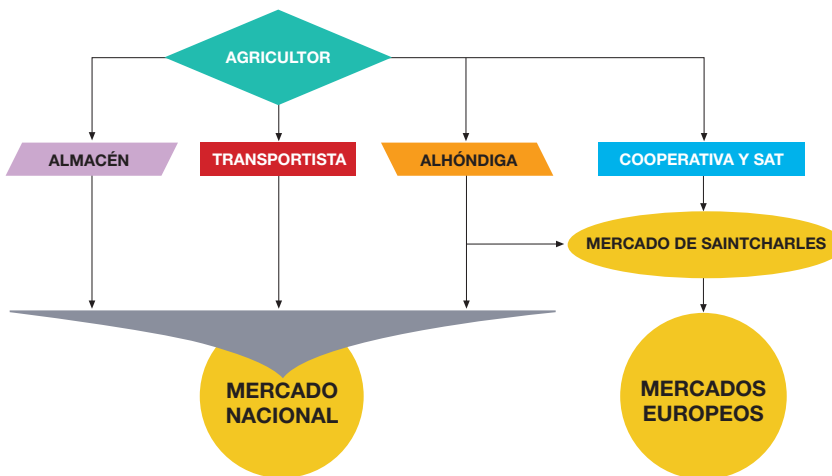 AGRICULTOR
ALMACÉN
TRANSPORTISTA
ALHÓNDIGA
COOPERATIVA Y SAT
MERCADO DE SAINTCHARLES
MERCADO
NACIONAL
MERCADOS
EUROPEOS